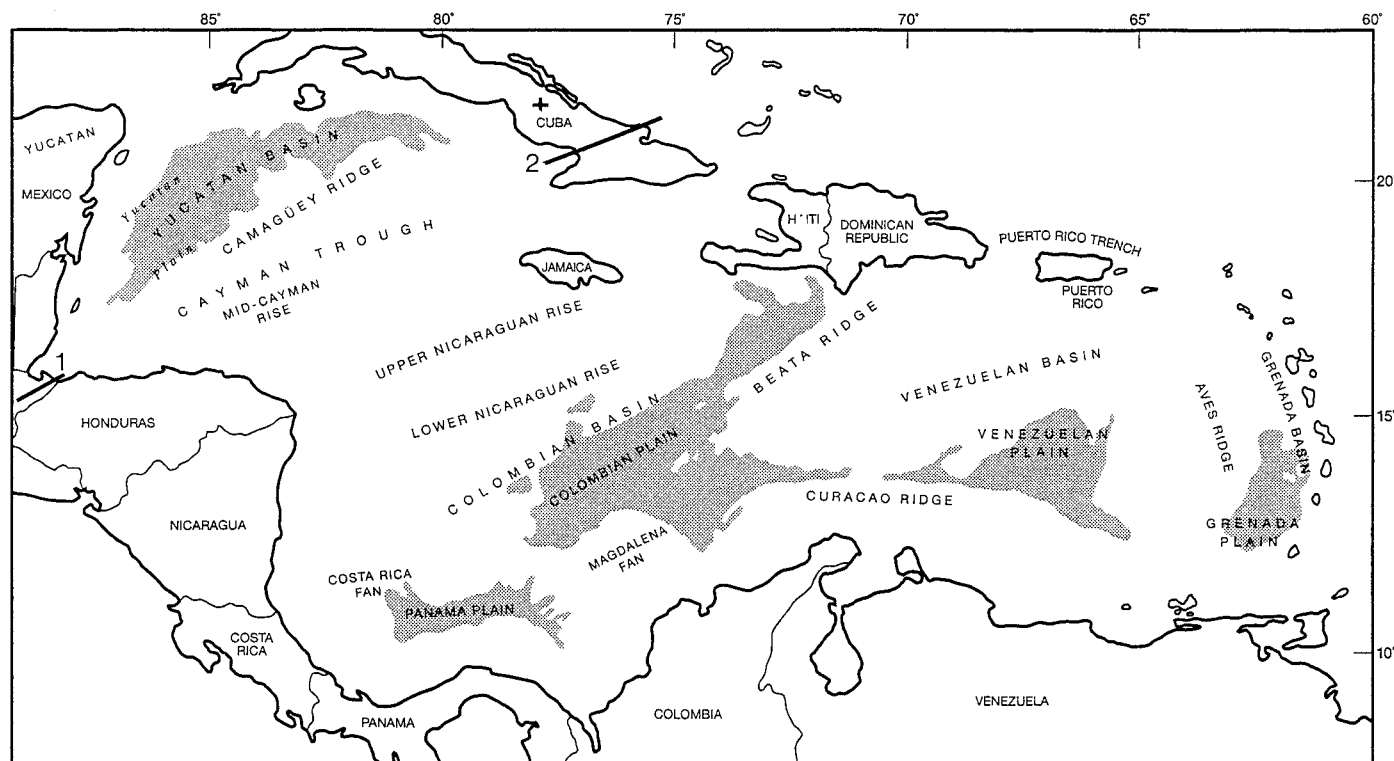 85°
80°
75°
70°
65°
60°
YUCATAN
MEXICO
CUBA
2
Yucatan
Plain
YUCATAN BASIN
CAMAGÜEY RIDGE
CAYMAN TROUGH
MID-CAYMAN
RISE
20°
DOMINICAN
REPUBLIC
PUERTO RICO TRENCH
PUERTO
RICO
JAMAICA
1
UPPER NICARAGUAN RISE
LOWER NICARAGUAN RISE
BEATA RIDGE
VENEZUELAN BASIN
AVES RIDGE
GRENADA BASIN
15°
HONDURAS
COLOMBIAN BASIN
COLOMBIAN PLAIN
VENEZUELAN
PLAIN
CURACAO RIDGE
GRENADA
PLAIN
NICARAGUA
MAGDALENA
FAN
COSTA RICA
FAN
PANAMA PLAIN
COSTA
RICA
10°
PANAMA
COLOMBIA
VENEZUELA